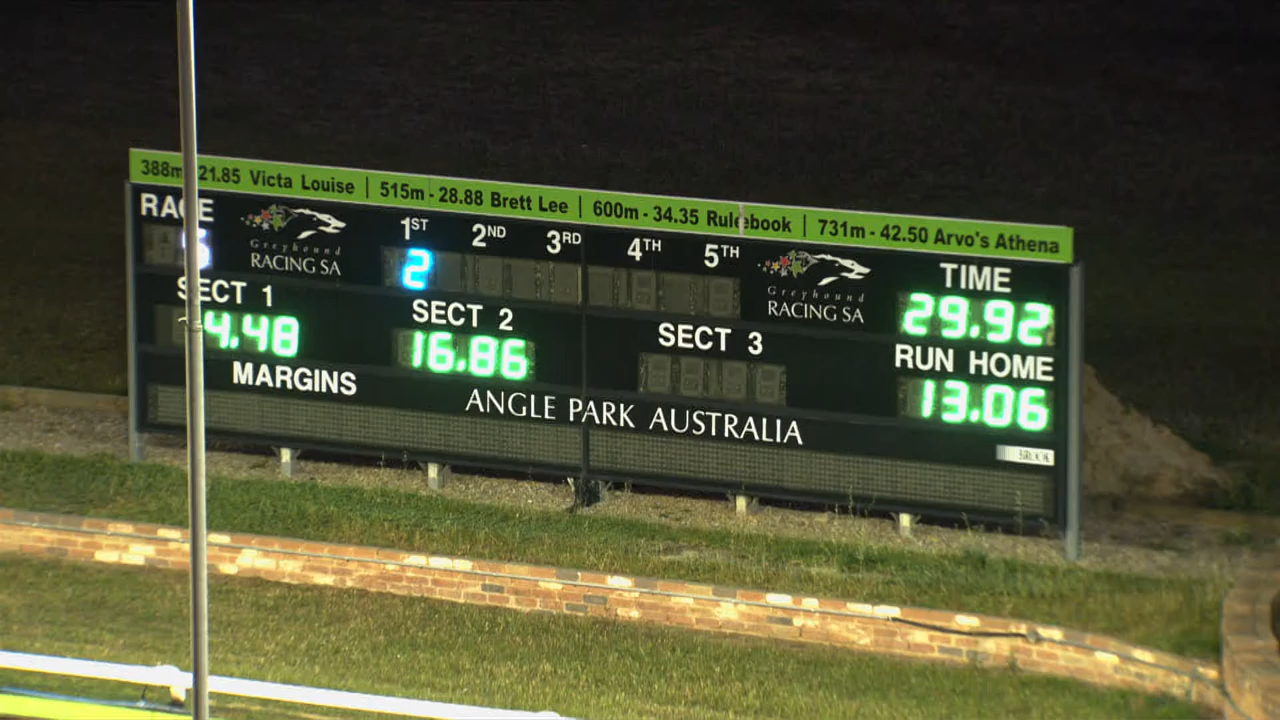 388m - 21.85 Victa Louise | 515m - 28.88 Brett Lee | 600m - 34.35 Rulebook | 731m - 42.50 Arvo's Athena
RACE
5
Greyhound
RACING SA
1ST 2ND 3RD 4TH 5TH
2
Greyhound
RACING SA
TIME
29.92
SECT 1
4.48
SECT 2
16.86
SECT 3
RUN HOME
13.06
MARGINS
ANGLE PARK AUSTRALIA